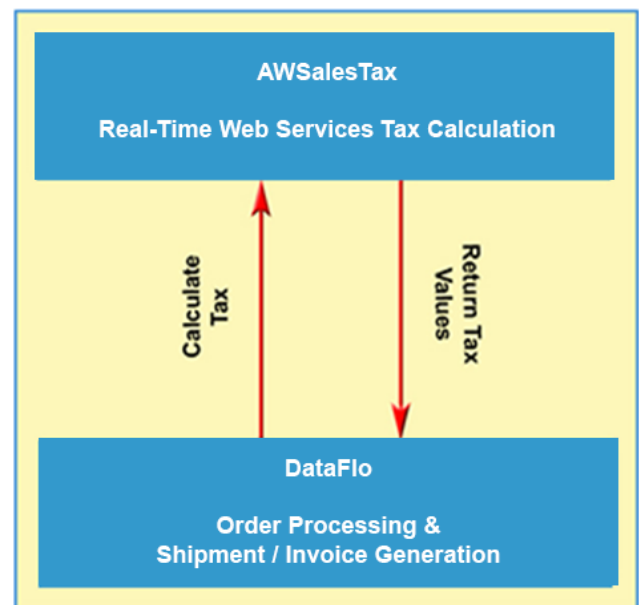 AWSalesTax
Real-Time Web Services Tax Calculation
Calculate
Tax
Return Tax
Values
DataFlo
Order Processing &
Shipment / Invoice Generation